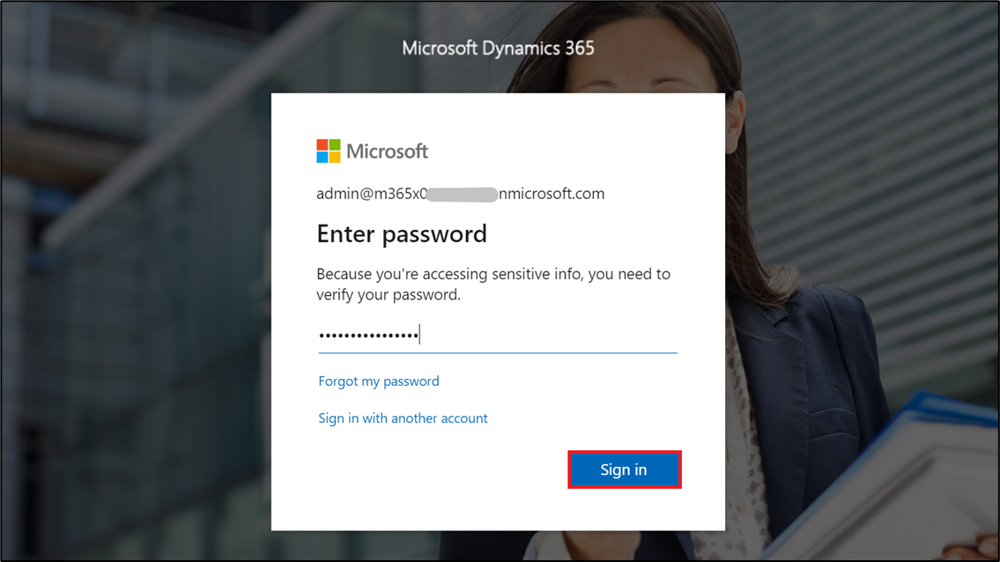 Microsoft Dynamics 365
Microsoft
admin@m365x0 nmicrosoft.com
Enter password
Because you're accessing sensitive info, you need to
verify your password.
Forgot my password
Sign in with another account
Sign in